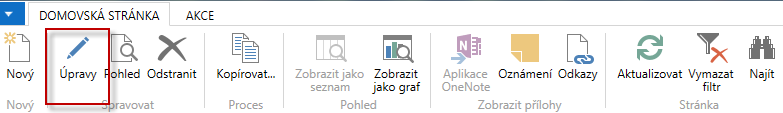 DOMOVSKÁ STRÁNKA AKCE
Nový Úpravy Pohled Odstranit Kopírovat... Zobrazit jako seznam Zobrazit jako graf Aplikace OneNote Oznámení Odkazy Aktualizovat Vymazat filtr Najít
Nový Spravovat Proces Pohled Zobrazit přílohy Stránka